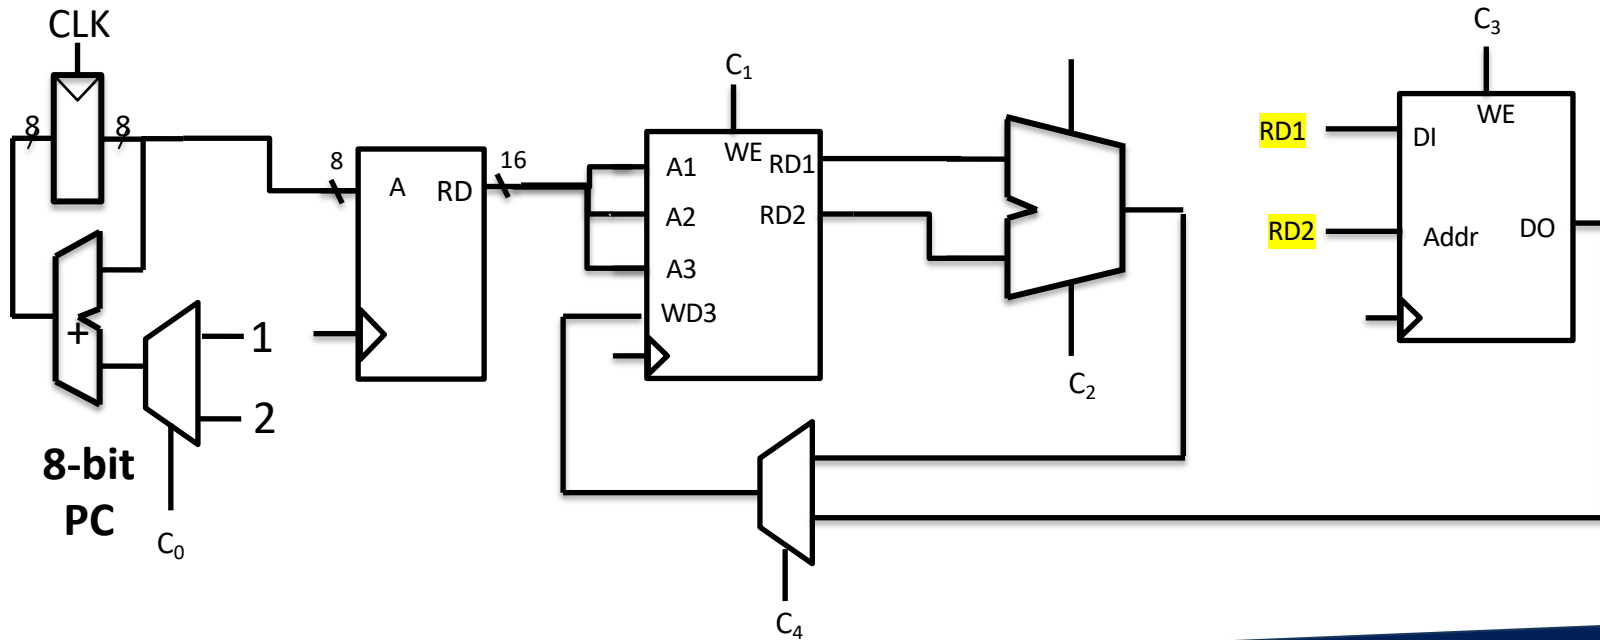 CLK
8
8
1
2
+
8-bit
PC
C₀
8
A
RD
16
C₁
WE
A1
A2
A3
WD3
RD1
RD2
C₂
C₄
C₃
RD1
RD2
WE
DI
Addr
DO